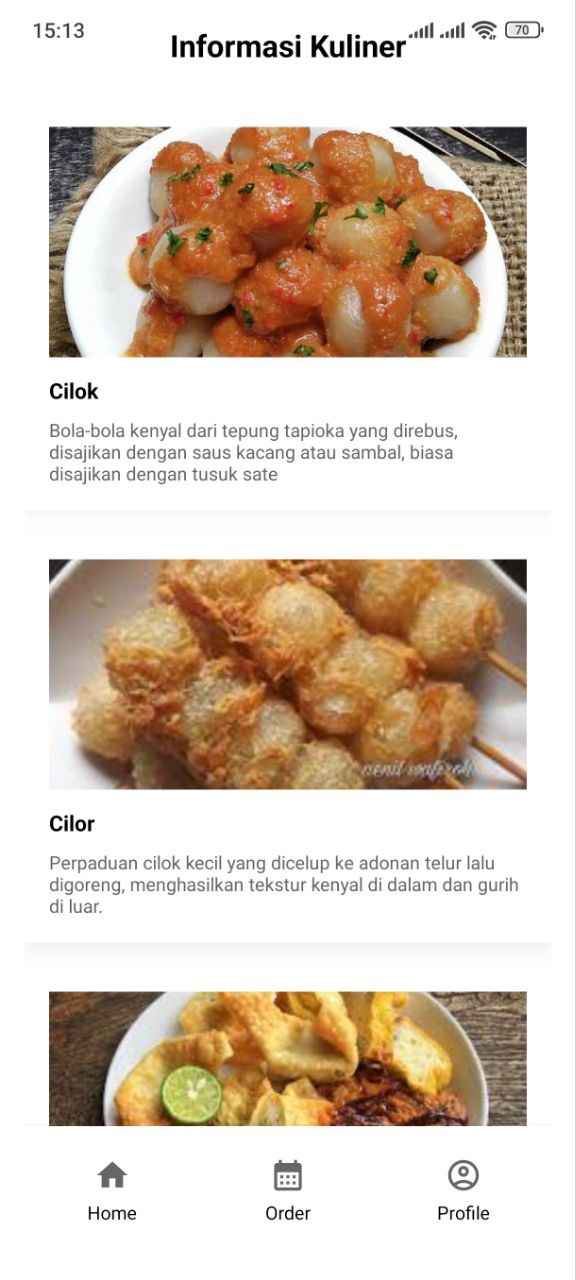 15:13
70
Informasi Kuliner
Cilok
Bola-bola kenyal dari tepung tapioka yang direbus,
disajikan dengan saus kacang atau sambal, biasa
disajikan dengan tusuk sate
Cilor
Perpaduan cilok kecil yang dicelup ke adonan telur lalu
digoreng, menghasilkan tekstur kenyal di dalam dan gurih
di luar.
Home
Order
Profile